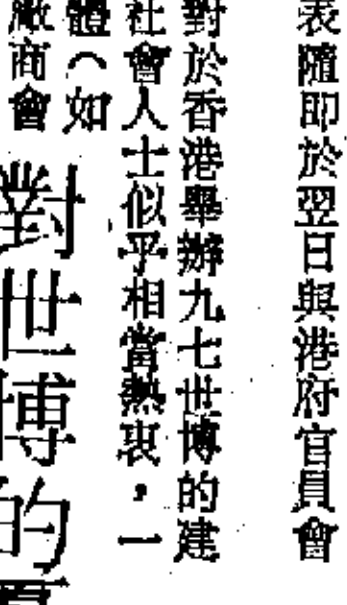 表隨即於翌日與港府官員會
對於香港舉辦九七世博的建
社會人士似乎相當熱衷，一
體（如
廠商會
對世博的